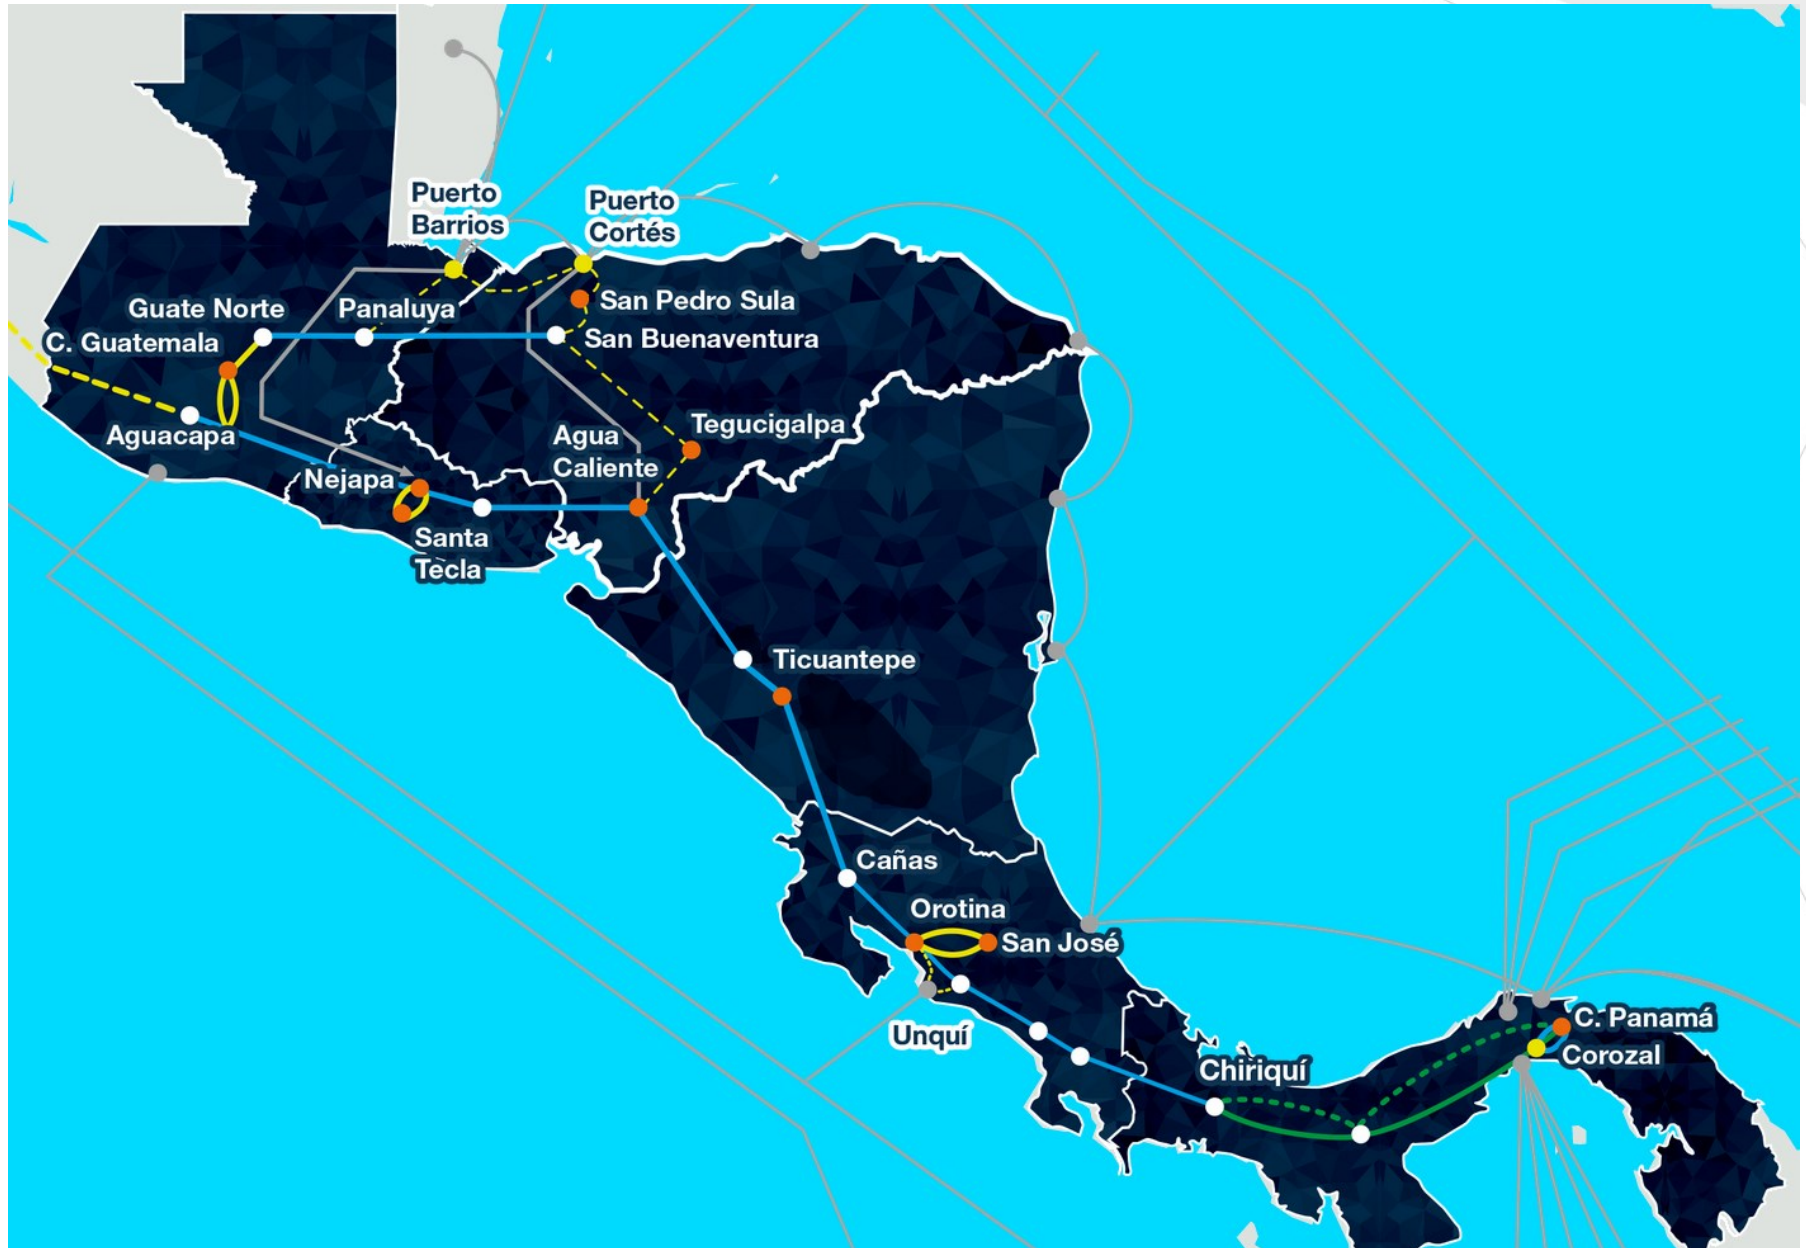 Puerto
Barrios
Puerto
Cortés
Guate Norte
Panaluya
San Pedro Sula
C. Guatemala
San Buenaventura
Aguacapa
Agua
Caliente
Tegucigalpa
Nejapa
Santa
Tecla
Ticuantepe
Cañas
Orotina
San José
Unquí
Chiriquí
C. Panamá
Corozal